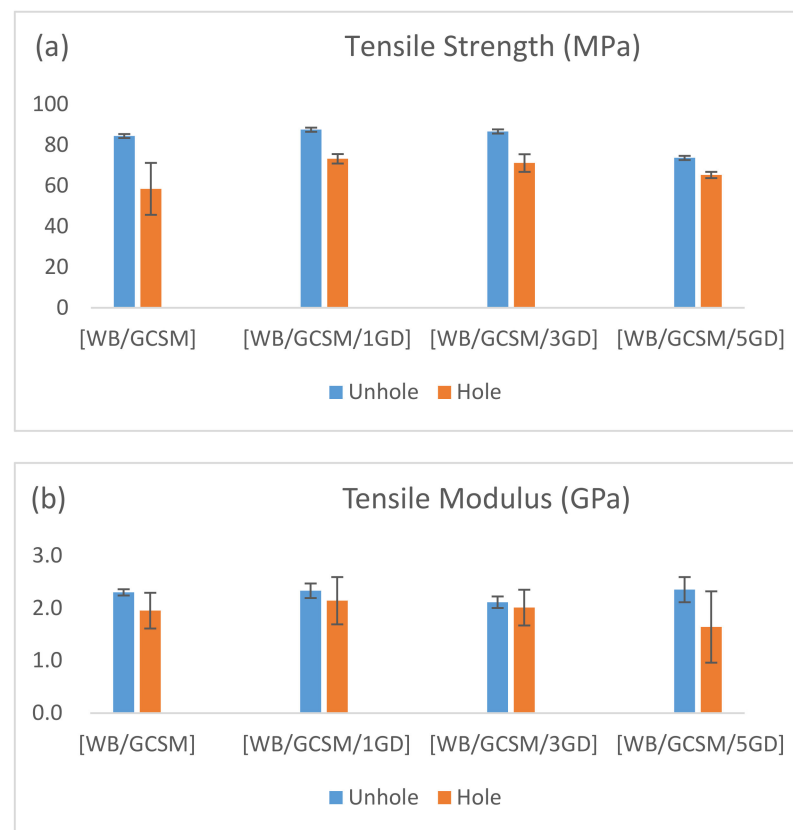 (a) Tensile Strength (MPa)
100
80
60
40
20
0
[WB/GCSM] [WB/GCSM/1GD] [WB/GCSM/3GD] [WB/GCSM/5GD]
Unhole Hole
(b) Tensile Modulus (GPa)
3.0
2.0
1.0
0.0
[WB/GCSM] [WB/GCSM/1GD] [WB/GCSM/3GD] [WB/GCSM/5GD]
Unhole Hole